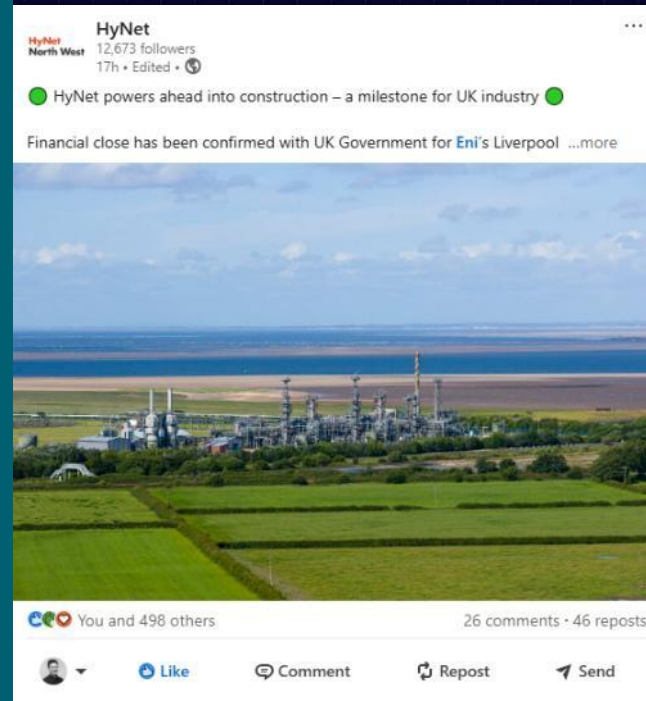 HyNet
North West
HyNet
12,673 followers
17h • Edited •
HyNet powers ahead into construction – a milestone for UK industry
Financial close has been confirmed with UK Government for Eni's Liverpool ...more
You and 498 others
26 comments • 46 reposts
Like
Comment
Repost
Send